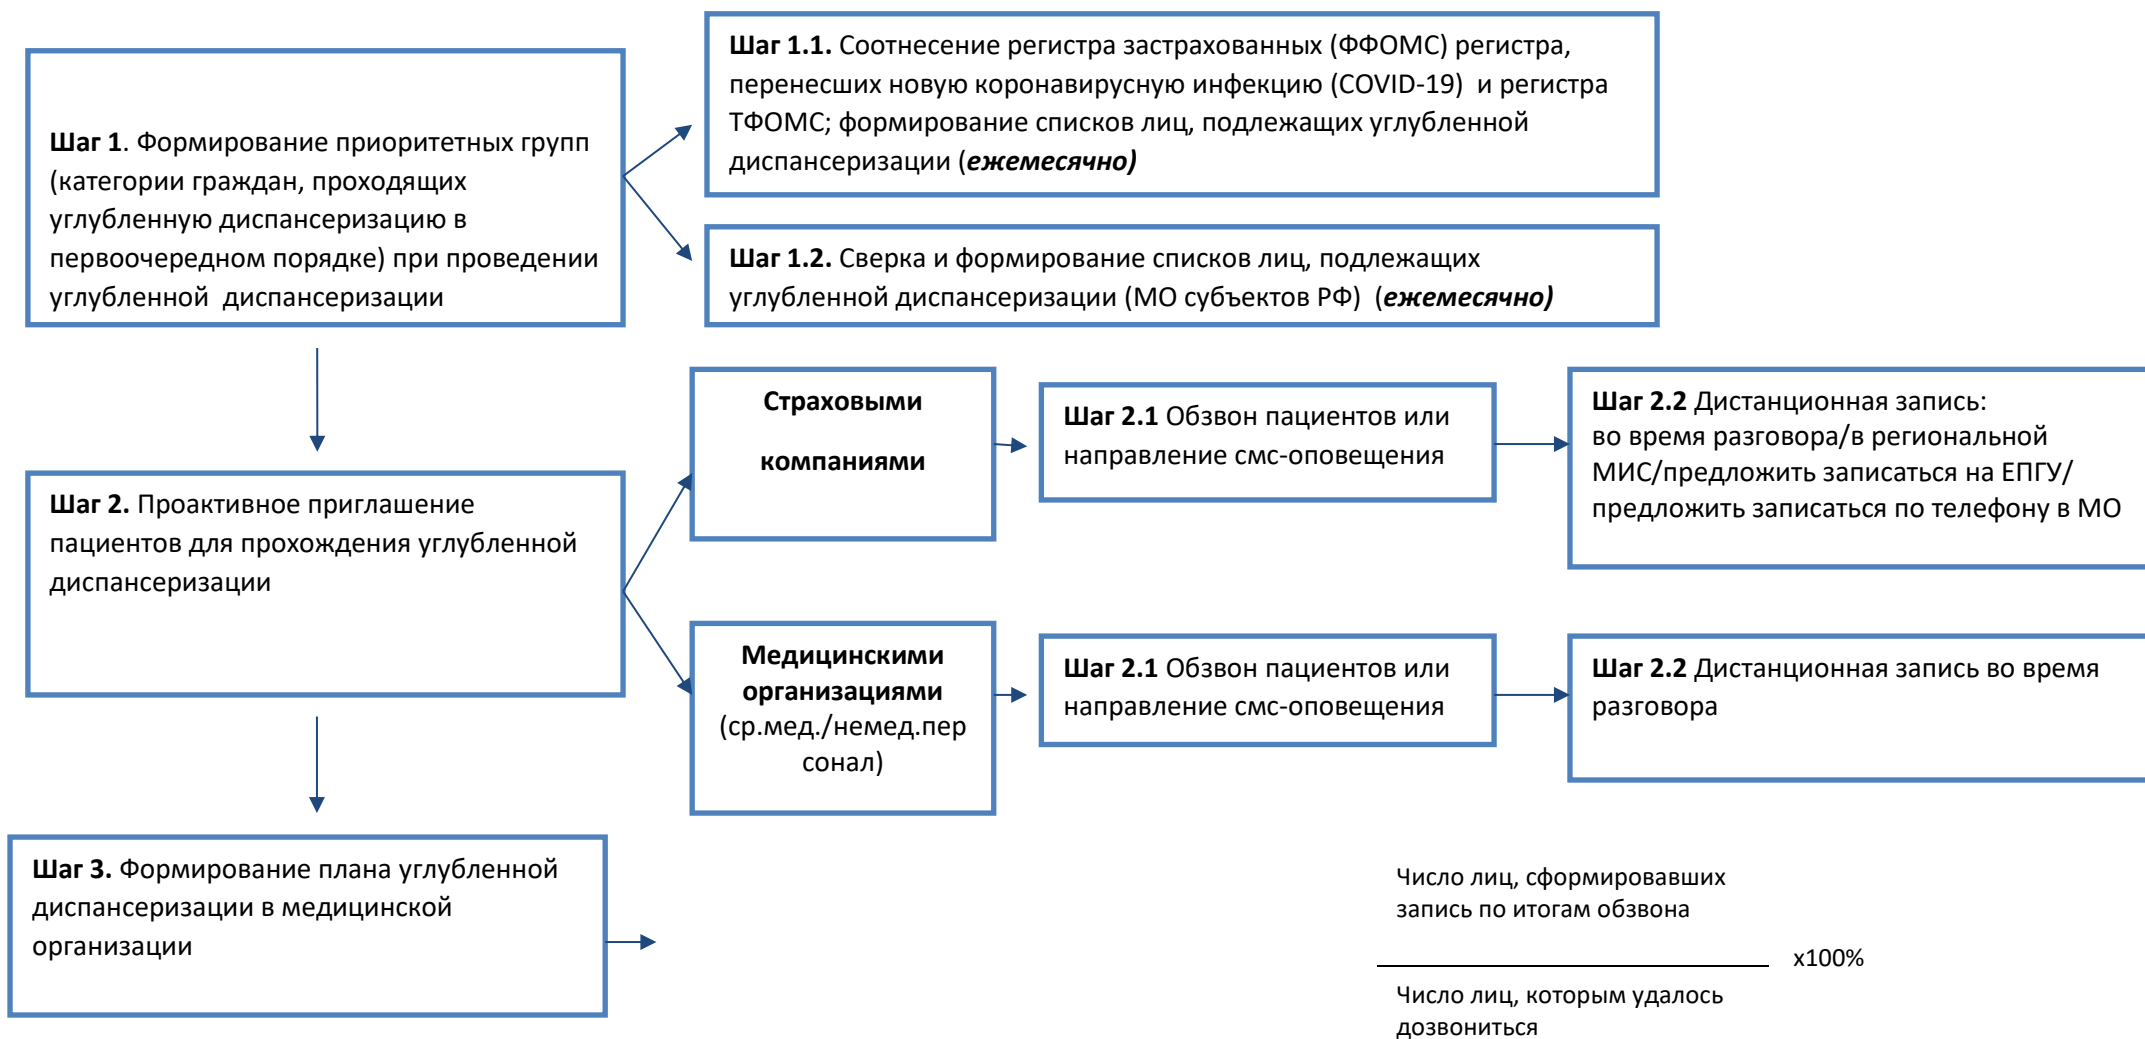 Шаг 1. Формирование приоритетных групп
(категории граждан, проходящих
углубленную диспансеризацию в
первоочередном порядке) при проведении
углубленной диспансеризации
Шаг 1.1. Соотнесение регистра застрахованных (ФФОМС) регистра,
перенесших новую коронавирусную инфекцию (COVID-19) и регистра
ТФОМС; формирование списков лиц, подлежащих углубленной
диспансеризации (ежемесячно)
Шаг 1.2. Сверка и формирование списков лиц, подлежащих
углубленной диспансеризации (МО субъектов РФ) (ежемесячно)
Шаг 2. Проактивное приглашение
пациентов для прохождения углубленной
диспансеризации
Страховыми
компаниями
Шаг 2.1 Обзвон пациентов или
направление смс-оповещения
Шаг 2.2 Дистанционная запись:
во время разговора/в региональной
МИС/предложить записаться на ЕПГУ/
предложить записаться по телефону в МО
Медицинскими
организациями
(ср.мед./немед.пер
сонал)
Шаг 2.1 Обзвон пациентов или
направление смс-оповещения
Шаг 2.2 Дистанционная запись во время
разговора
Шаг 3. Формирование плана углубленной
диспансеризации в медицинской
организации
Число лиц, сформировавших
запись по итогам обзвона
х100%
Число лиц, которым удалось
дозвониться